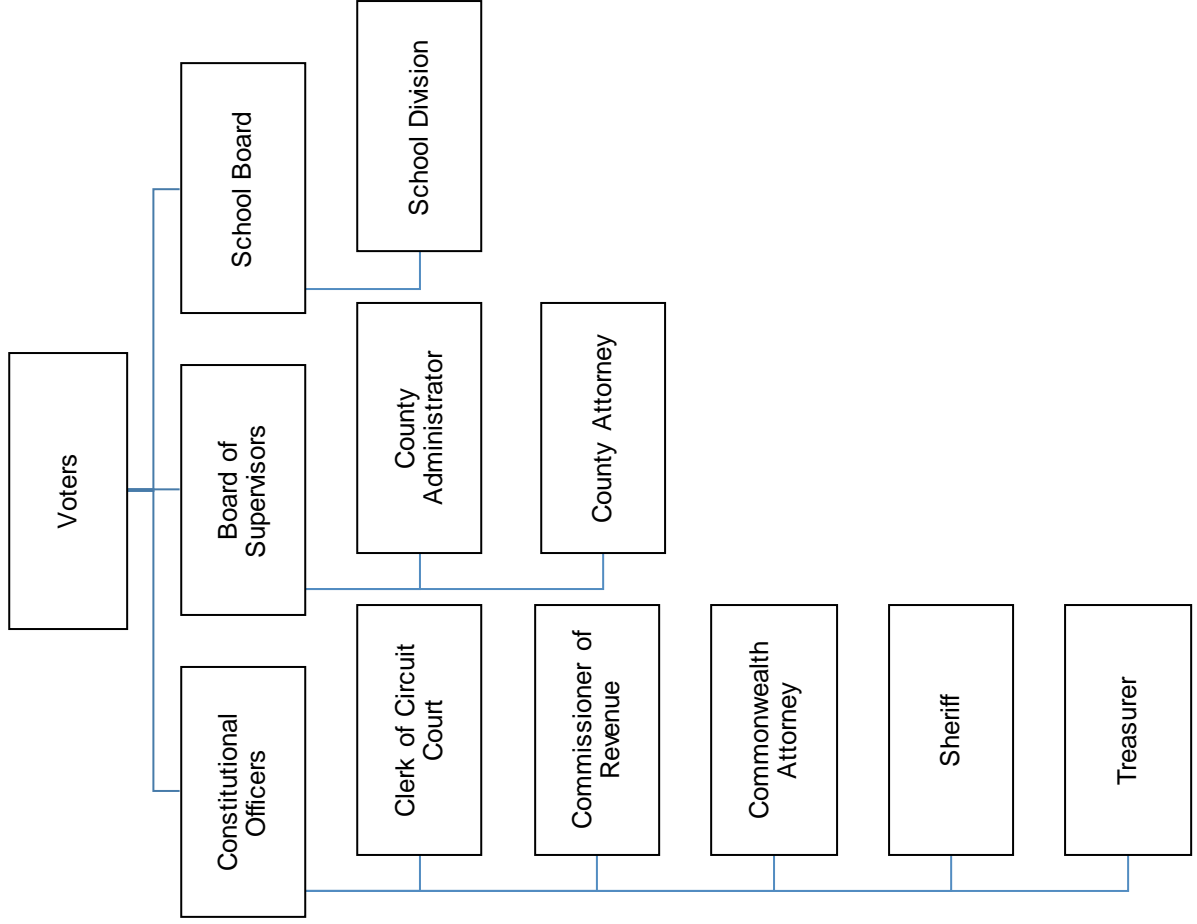 Voters
Constitutional
Officers
Board of
Supervisors
School Board
Clerk of Circuit
Court
County
Administrator
School Division
Commissioner of
Revenue
County Attorney
Commonwealth
Attorney
Sheriff
Treasurer